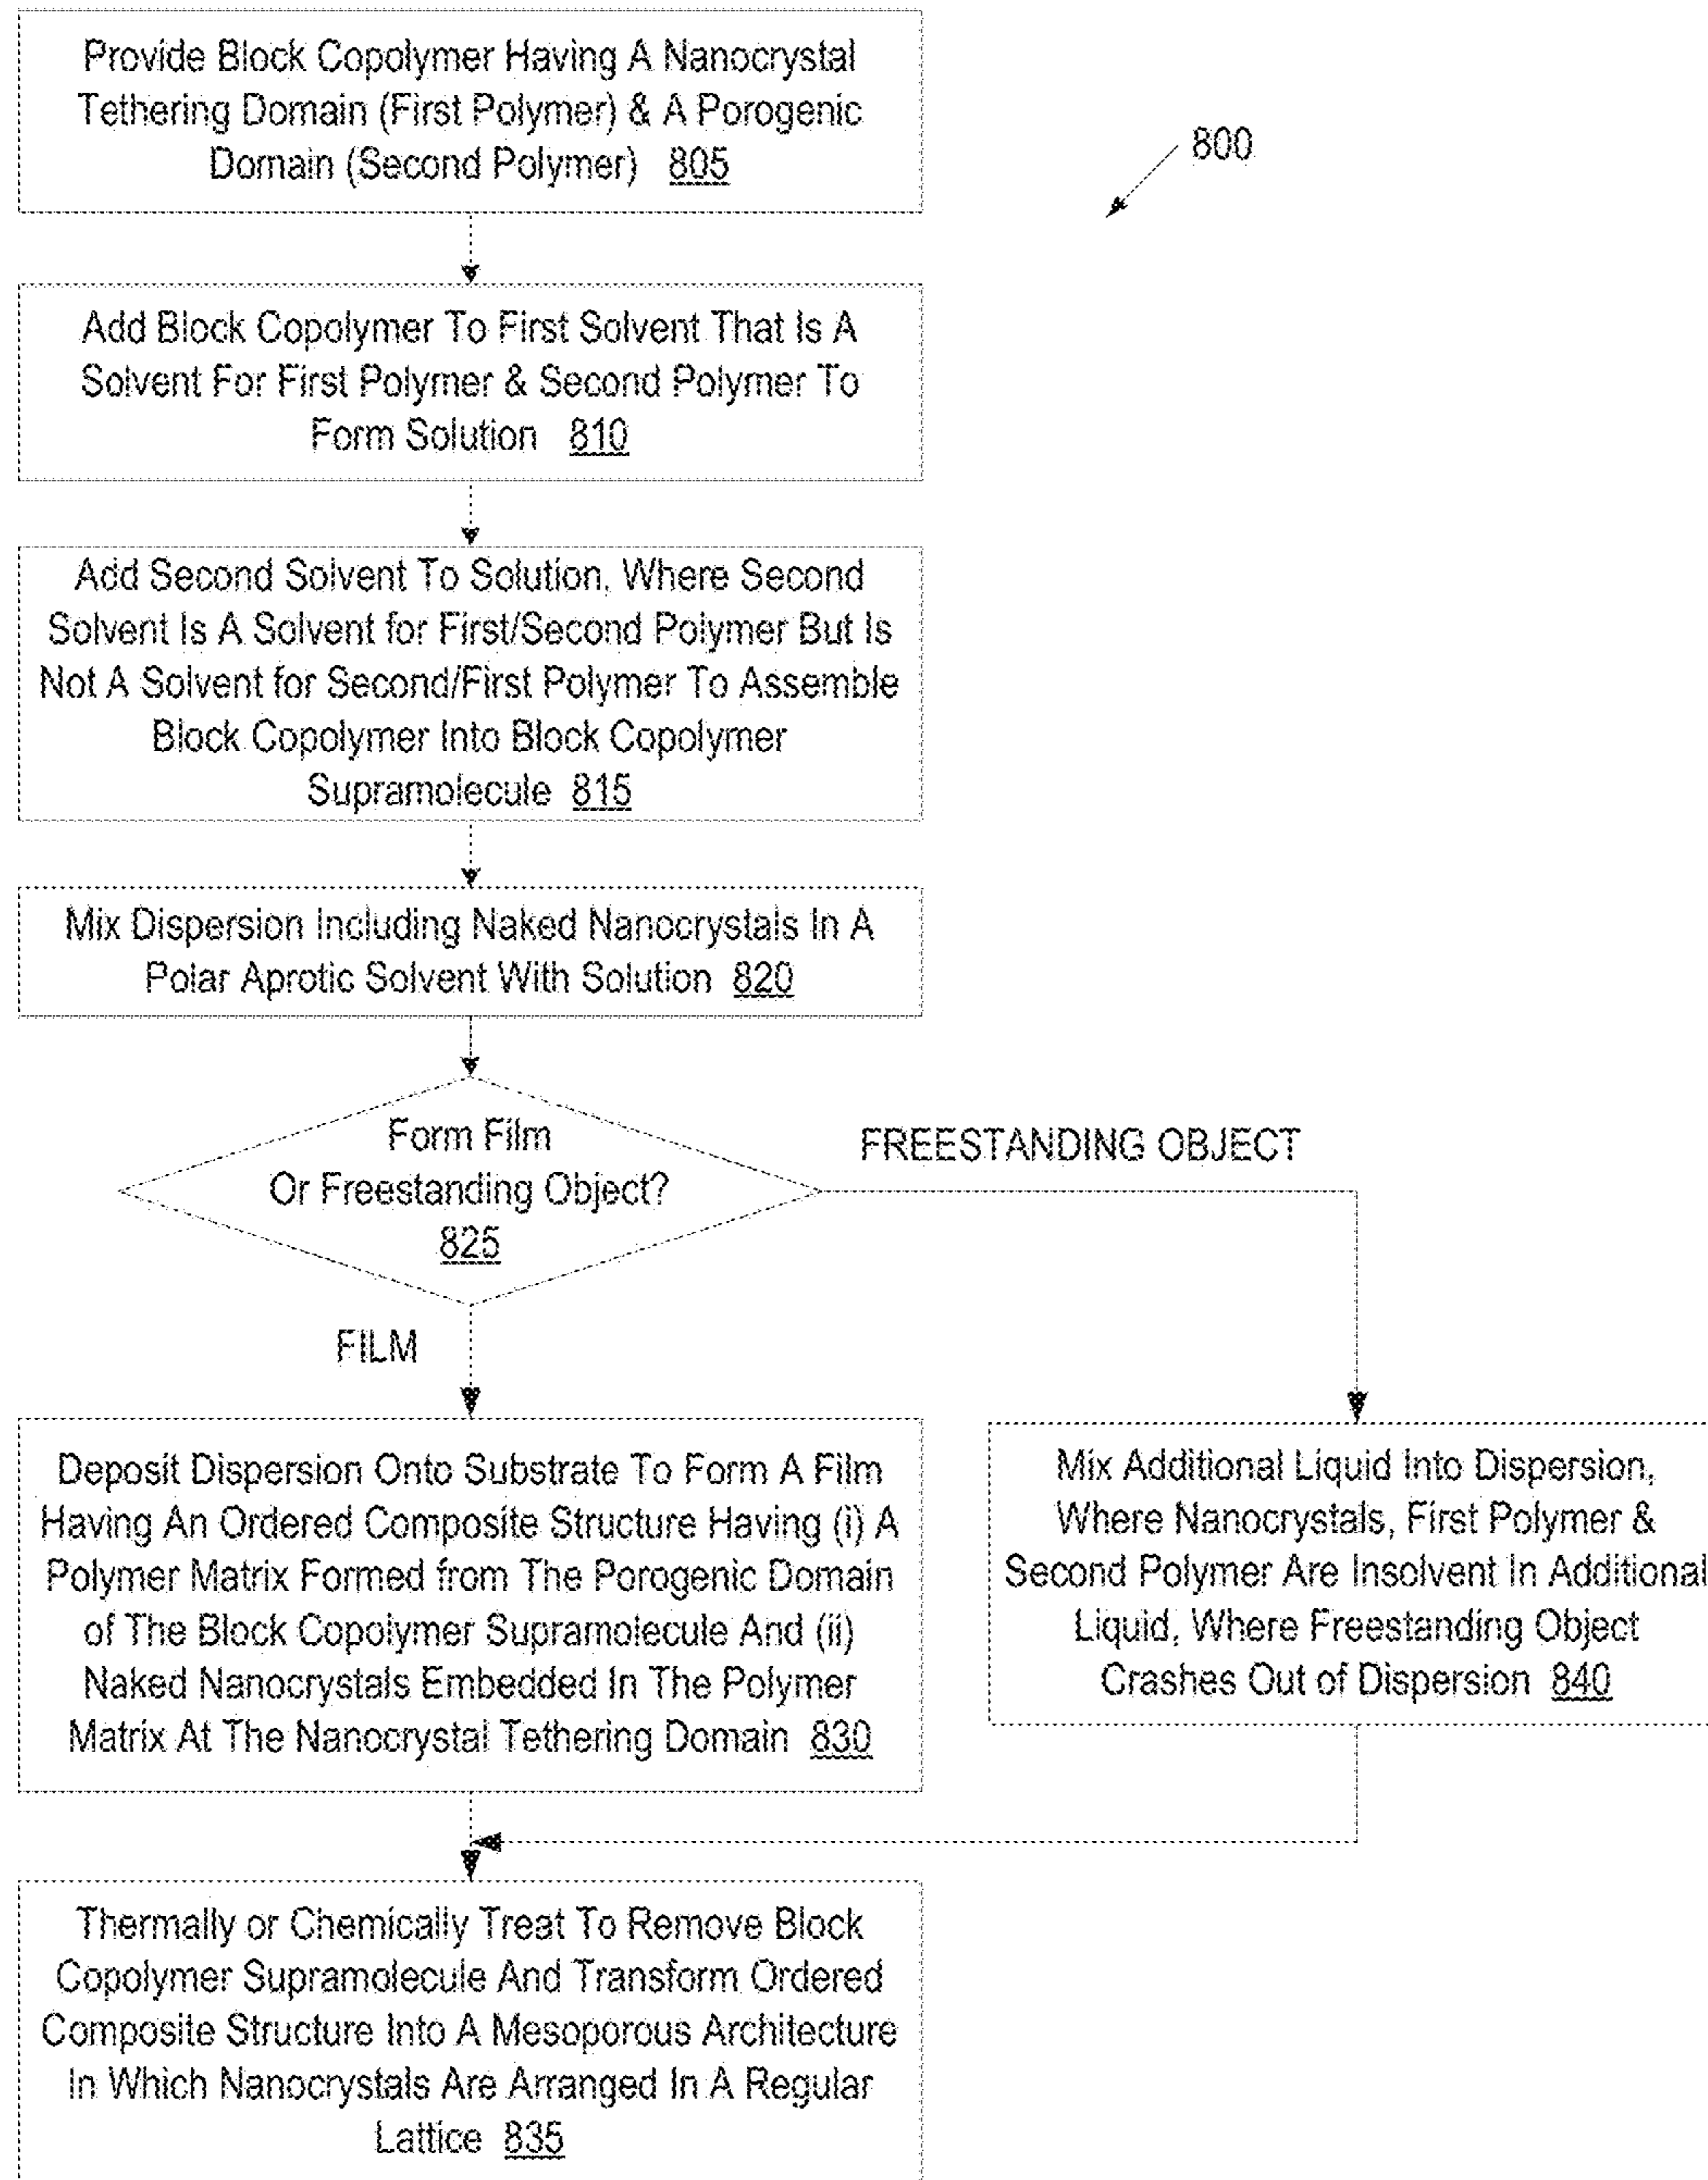 Provide Block Copolymer Having A Nanocrystal
Tethering Domain (First Polymer) & A Porogenic
Domain (Second Polymer) 805
800
Add Block Copolymer To First Solvent That Is A
Solvent For First Polymer & Second Polymer To
Form Solution 810
Add Second Solvent To Solution, Where Second
Solvent Is A Solvent for First/Second Polymer But Is
Not A Solvent for Second/First Polymer To Assemble
Block Copolymer Into Block Copolymer
Supramolecule 815
Mix Dispersion Including Naked Nanocrystals In A
Polar Aprotic Solvent With Solution 820
Form Film
Or Freestanding Object?
825
FREESTANDING OBJECT
FILM
Deposit Dispersion Onto Substrate To Form A Film
Having An Ordered Composite Structure Having (i) A
Polymer Matrix Formed from The Porogenic Domain
of The Block Copolymer Supramolecule And (ii)
Naked Nanocrystals Embedded In The Polymer
Matrix At The Nanocrystal Tethering Domain 830
Mix Additional Liquid Into Dispersion,
Where Nanocrystals, First Polymer &
Second Polymer Are Insolvent In Additional
Liquid, Where Freestanding Object
Crashes Out of Dispersion 840
Thermally or Chemically Treat To Remove Block
Copolymer Supramolecule And Transform Ordered
Composite Structure Into A Mesoporous Architecture
In Which Nanocrystals Are Arranged In A Regular
Lattice 835